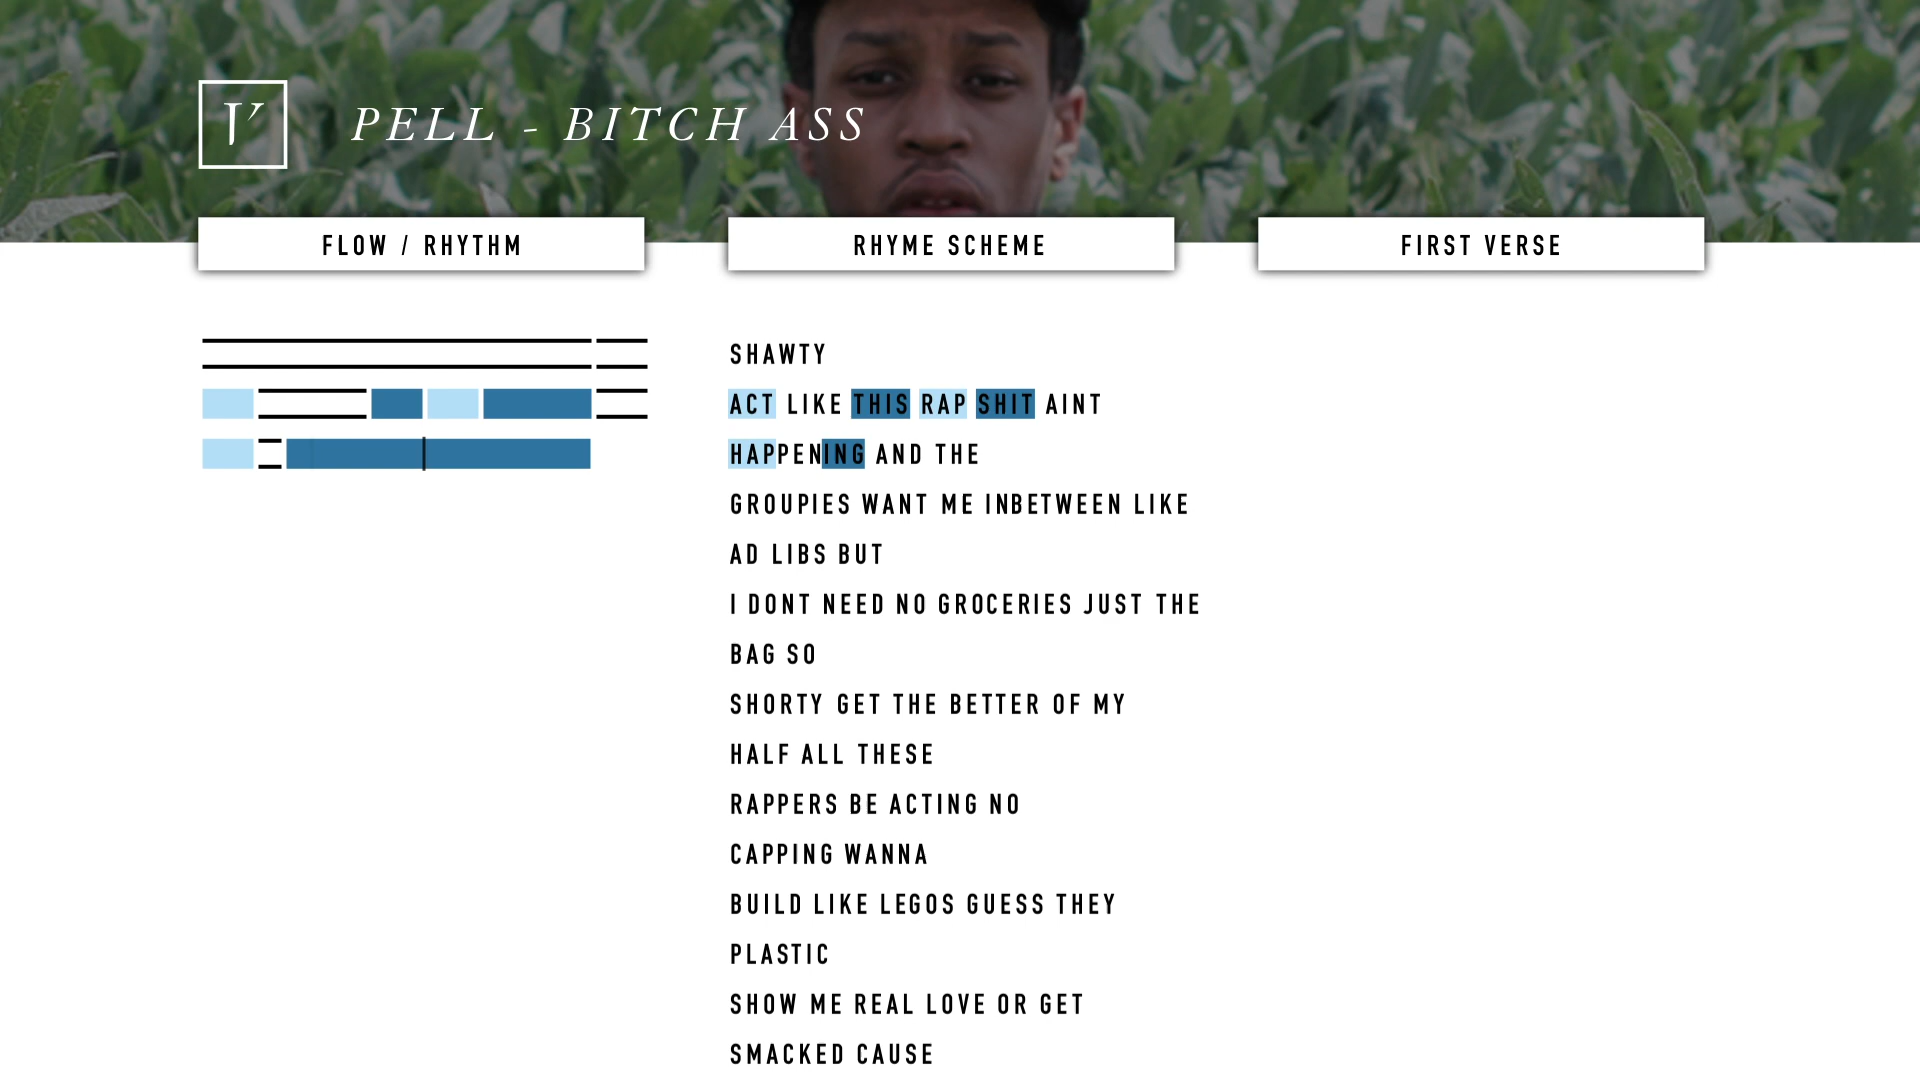 V PELL - BITCH ASS
FLOW / RHYTHM
RHYME SCHEME
FIRST VERSE
SHAWTY
ACT LIKE THIS RAP SHIT AINT
HAPPENING AND THE
GROUPIES WANT ME INBETWEEN LIKE
AD LIBS BUT
I DONT NEED NO GROCERIES JUST THE
BAG SO
SHORTY GET THE BETTER OF MY
HALF ALL THESE
RAPPERS BE ACTING NO
CAPPING WANNA
BUILD LIKE LEGOS GUESS THEY
PLASTIC
SHOW ME REAL LOVE OR GET
SMACKED CAUSE